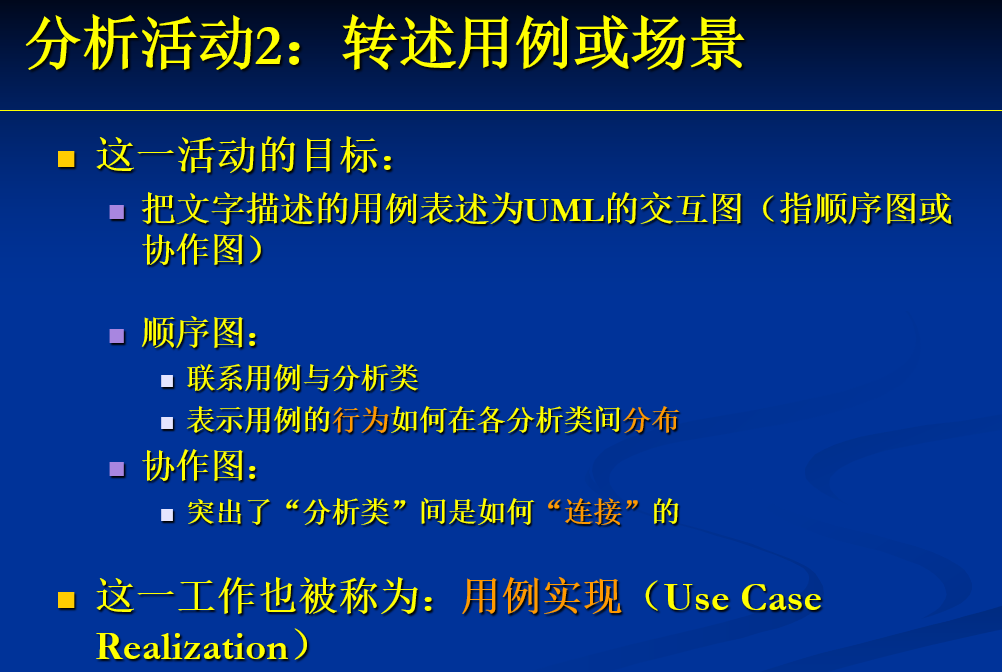 分析活动2：转述用例或场景
这一活动的目标：
把文字描述的用例表述为UML的交互图（指顺序图或
协作图）
顺序图：
联系用例与分析类
表示用例的行为如何在各分析类间分布
协作图：
突出了“分析类”间是如何“连接”的
这一工作也被称为：用例实现（Use Case
Realization）